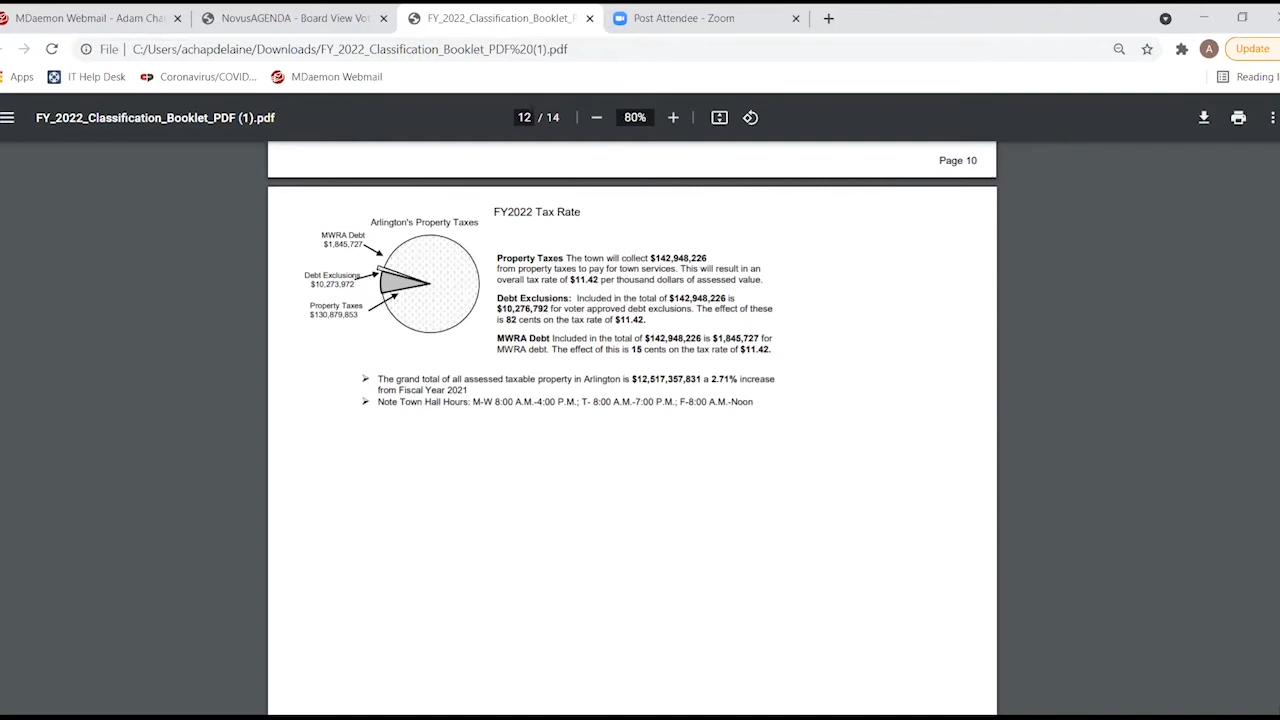 MDaemon Webmail - Adam Cha
NovusAGENDA - Board View Vot
FY_2022_Classification_Booklet_P
Post Attendee - Zoom
File | C:/Users/achapdelaine/Downloads/FY_2022_Classification_Booklet_PDF%20(1).pdf
A
Update
Apps
IT Help Desk
Coronavirus/COVID...
MDaemon Webmail
Reading l
FY_2022_Classification_Booklet_PDF (1).pdf
12 / 14
80%
Page 10
FY2022 Tax Rate
Arlington's Property Taxes
MWRA Debt
$1,845,727
Debt Exclusions
$10,273,972
Property Taxes
$130,879,853
Property Taxes The town will collect $142,948,226
from property taxes to pay for town services. This will result in an
overall tax rate of $11.42 per thousand dollars of assessed value.
Debt Exclusions: Included in the total of $142,948,226 is
$10,276,792 for voter approved debt exclusions. The effect of these
is 82 cents on the tax rate of $11.42.
MWRA Debt Included in the total of $142,948,226 is $1,845,727 for
MWRA debt. The effect of this is 15 cents on the tax rate of $11.42.
➢ The grand total of all assessed taxable property in Arlington is $12,517,357,831 a 2.71% increase
from Fiscal Year 2021
➢ Note Town Hall Hours: M-W 8:00 A.M.-4:00 P.M.; T- 8:00 A.M.-7:00 P.M.; F-8:00 A.M.-Noon